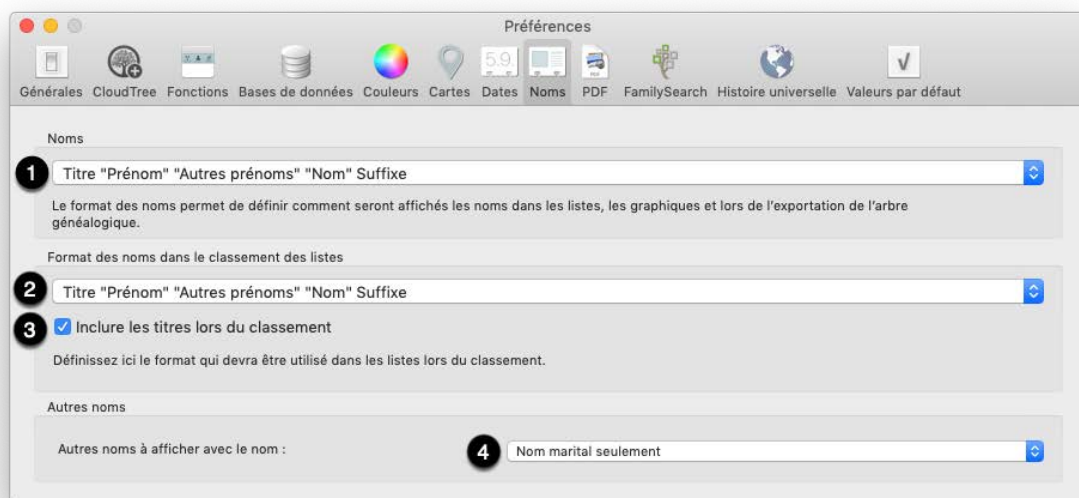 Préférences
5.9.
PDF
Générales CloudTree Fonctions Bases de données Couleurs Cartes Dates Noms PDF FamilySearch Histoire universelle Valeurs par défaut
Noms
1 Titre "Prénom" "Autres prénoms" "Nom" Suffixe
Le format des noms permet de définir comment seront affichés les noms dans les listes, les graphiques et lors de l'exportation de l'arbre
généalogique.
Format des noms dans le classement des listes
2 Titre "Prénom" "Autres prénoms" "Nom" Suffixe
3 Inclure les titres lors du classement
Définissez ici le format qui devra être utilisé dans les listes lors du classement.
Autres noms
Autres noms à afficher avec le nom : 4 Nom marital seulement